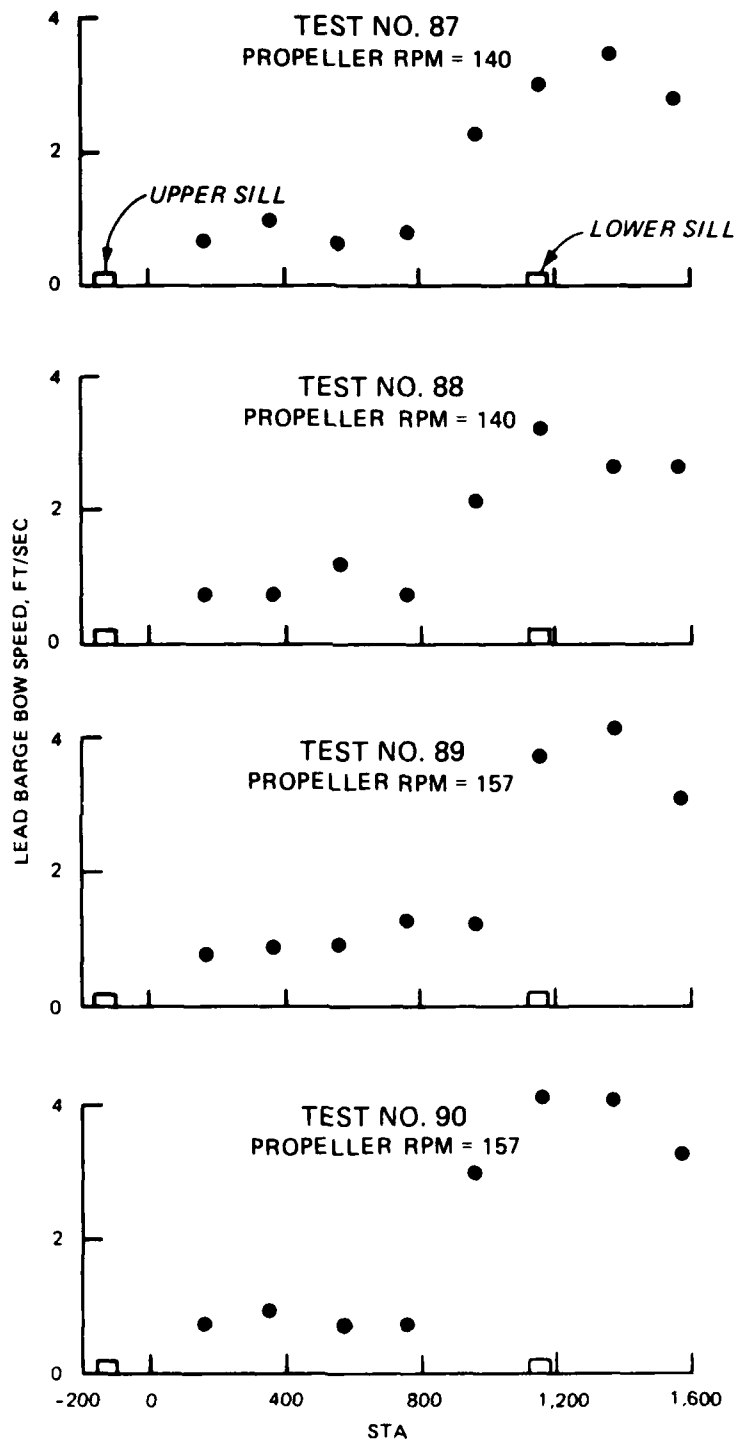 TEST NO. 87
PROPELLER RPM = 140
4
2
0
UPPER SILL
LOWER SILL
TEST NO. 88
PROPELLER RPM = 140
4
2
0
LEAD BARGE BOW SPEED, FT/SEC
TEST NO. 89
PROPELLER RPM = 157
4
2
0
TEST NO. 90
PROPELLER RPM = 157
4
2
0
-200 0 400 800 1,200 1,600
STA